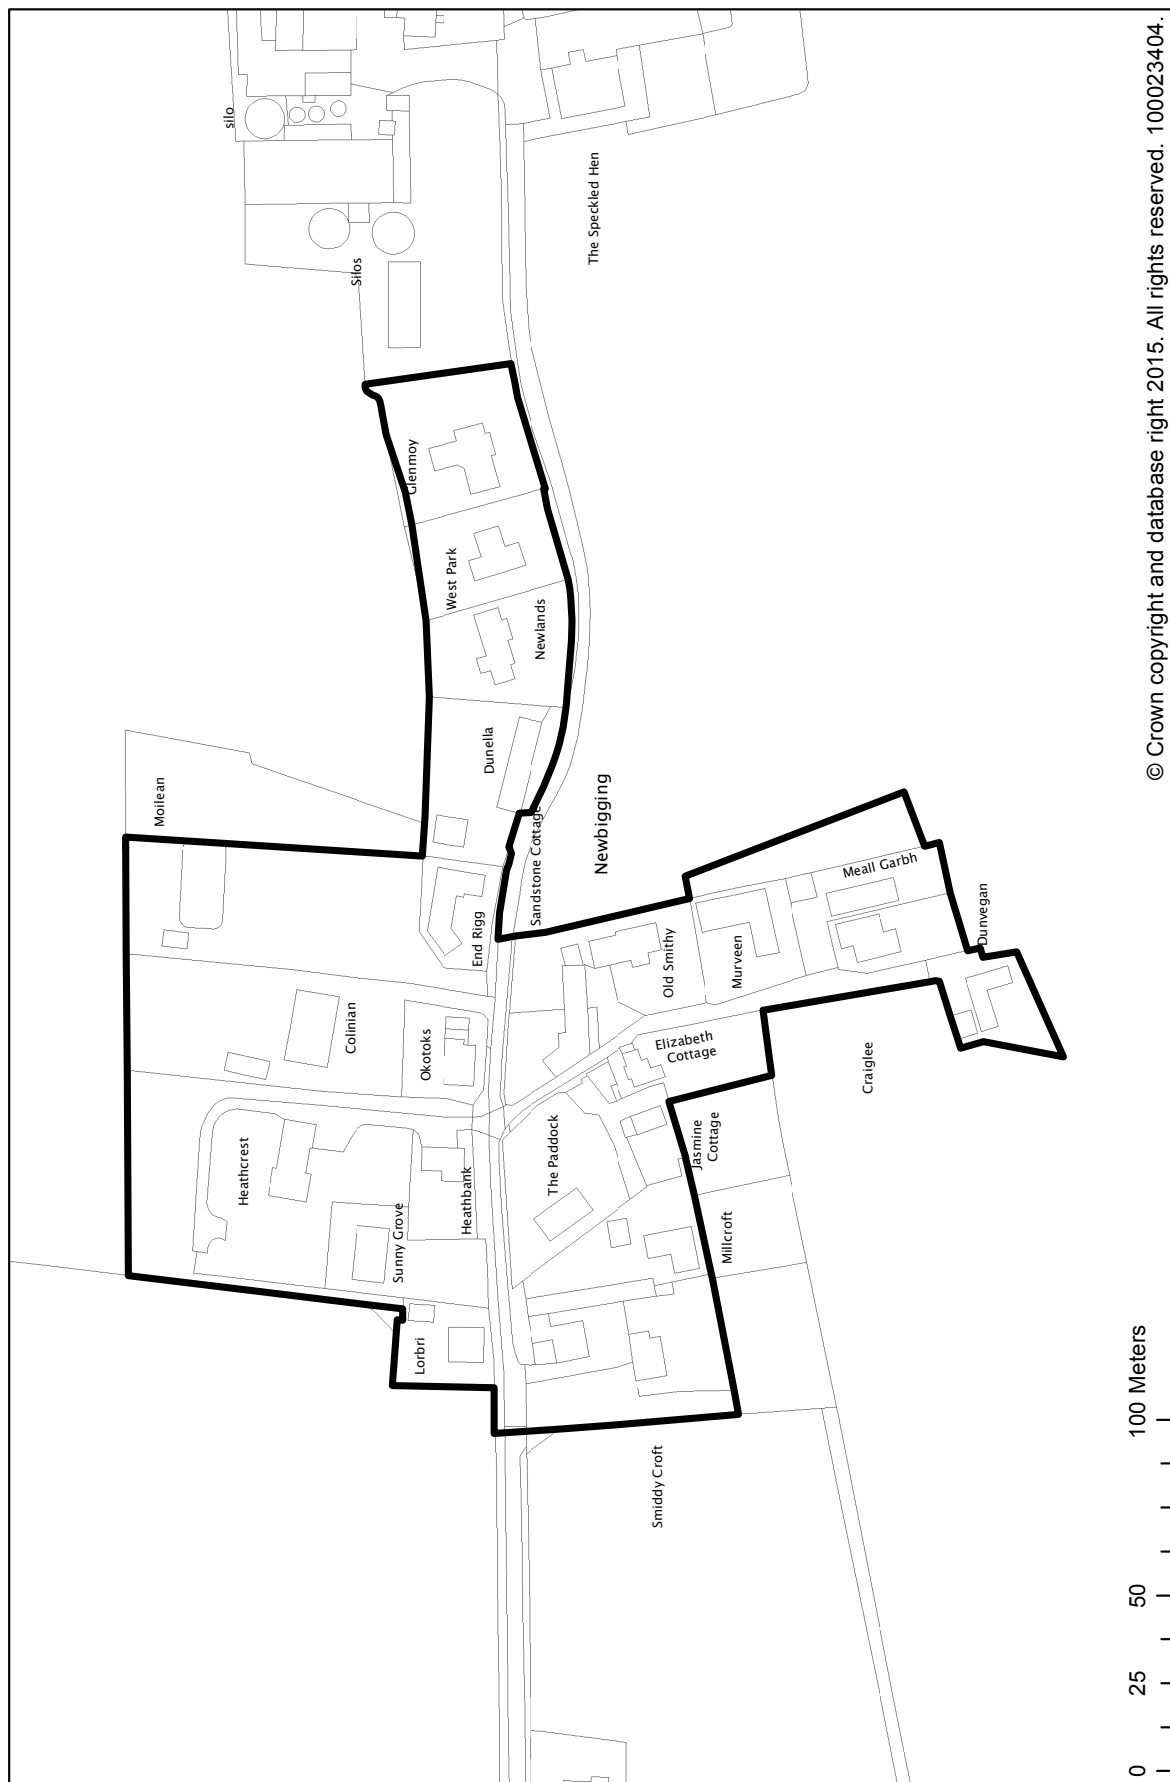 Smiddy Croft
Lorbri
Sunny Grove
Heathcrest
Heathbank
The Paddock
Millcroft
Jasmine
Cottage
Elizabeth
Cottage
Craiglee
Okotoks
Colinian
End Rigg
Old Smithy
Murveen
Meall Garbh
Dunvegan
Sandstone Cottage
Newbigging
Moilean
Dunella
Newlands
West Park
Glenmoy
Silos
silo
The Speckled Hen
0 25 50 100 Meters
© Crown copyright and database right 2015. All rights reserved. 100023404.